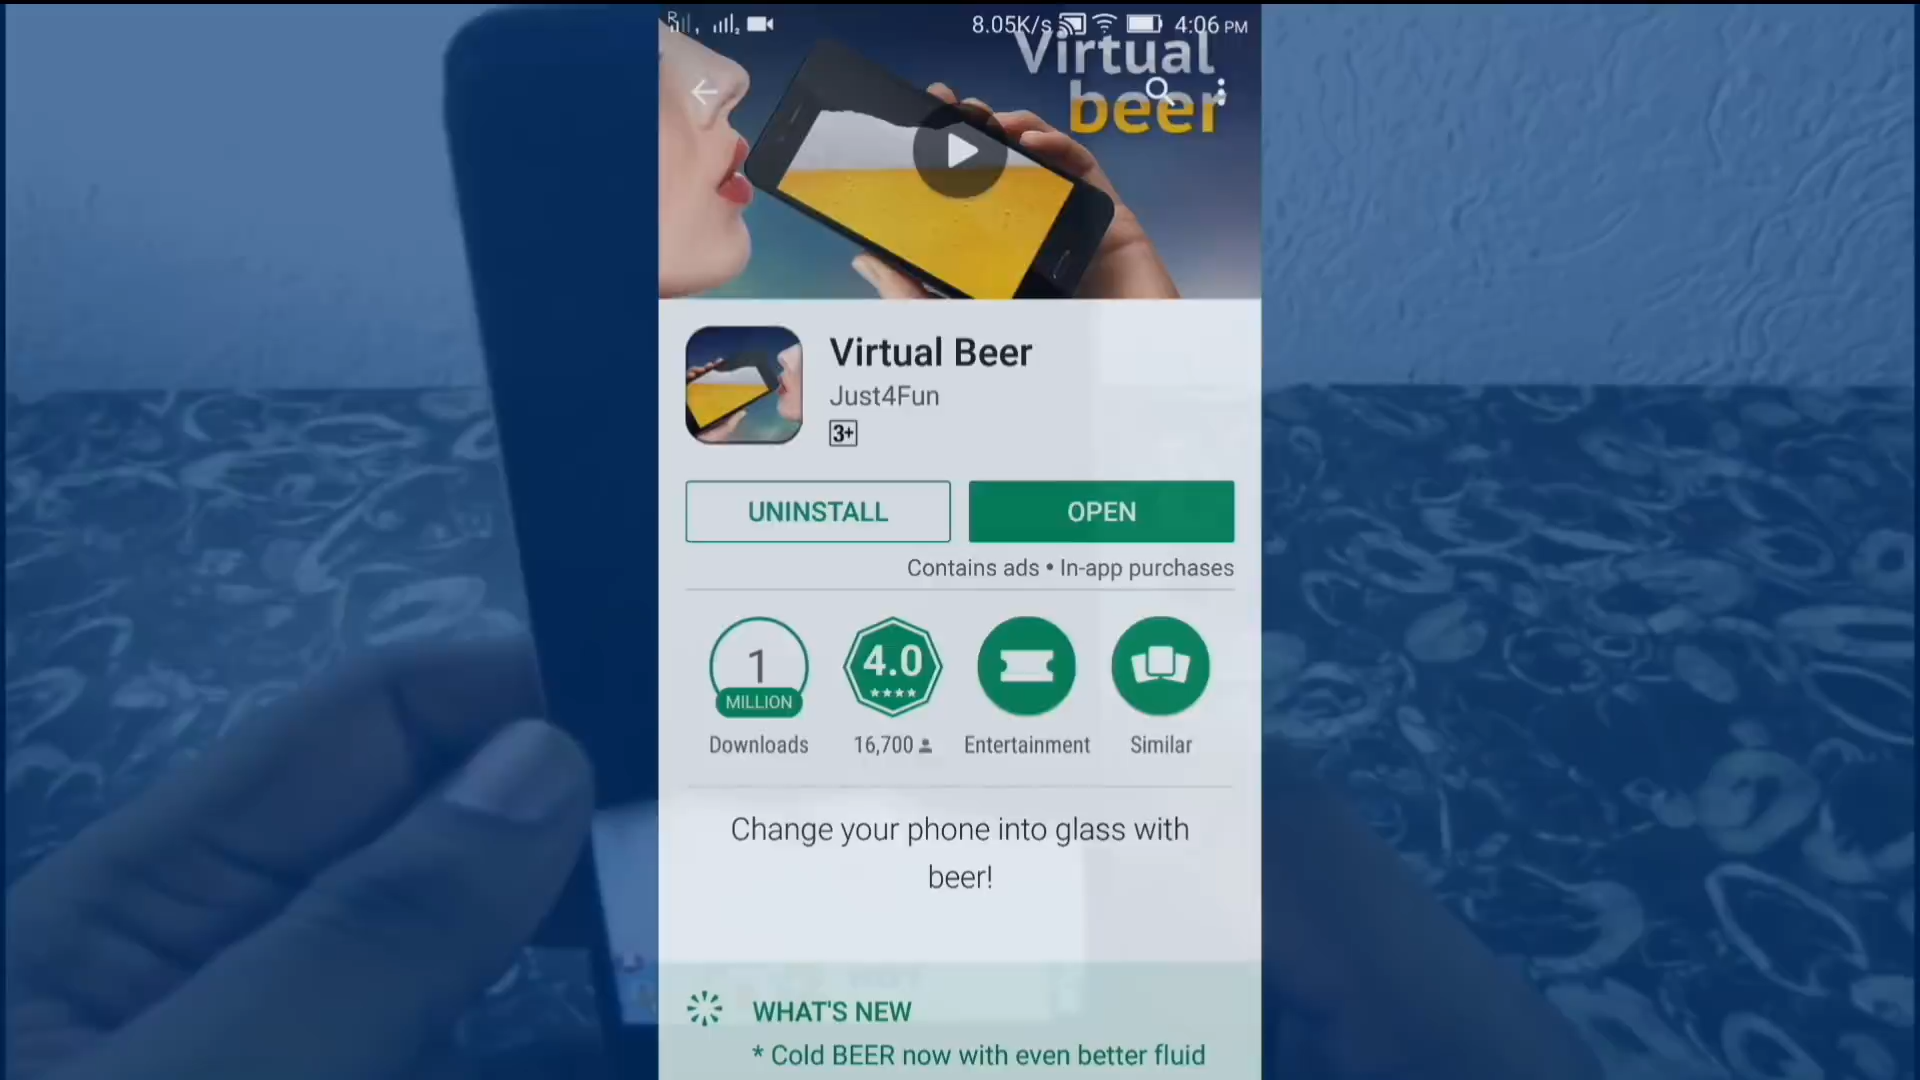 8.05K/s 4:06 PM
Virtual
beer
Virtual Beer
Just4Fun
3+
UNINSTALL OPEN
Contains ads • In-app purchases
1
MILLION
4.0
Downloads 16,700 Entertainment Similar
Change your phone into glass with
beer!
WHAT'S NEW
* Cold BEER now with even better fluid